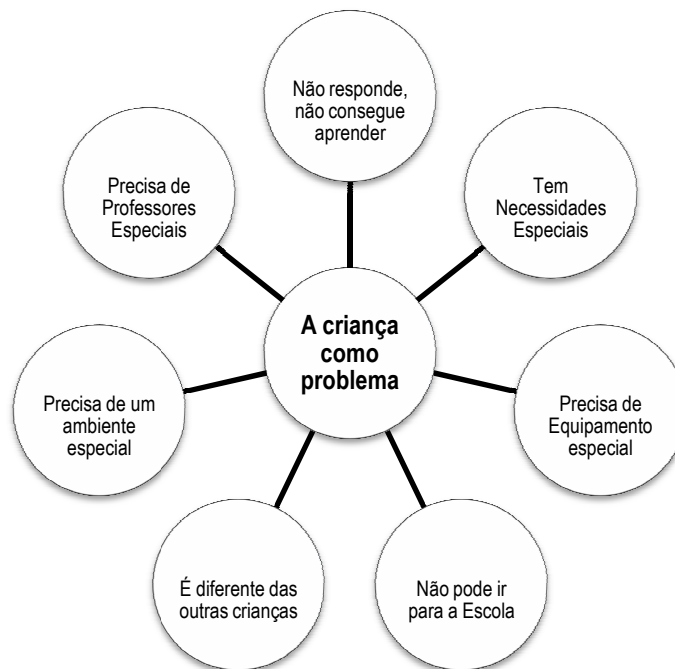 Não responde,
não consegue
aprender
Tem
Necessidades
Especiais
Precisa de
Equipamento
especial
Não pode ir
para a Escola
É diferente das
outras crianças
Precisa de um
ambiente
especial
Precisa de
Professores
Especiais
A criança
como
problema